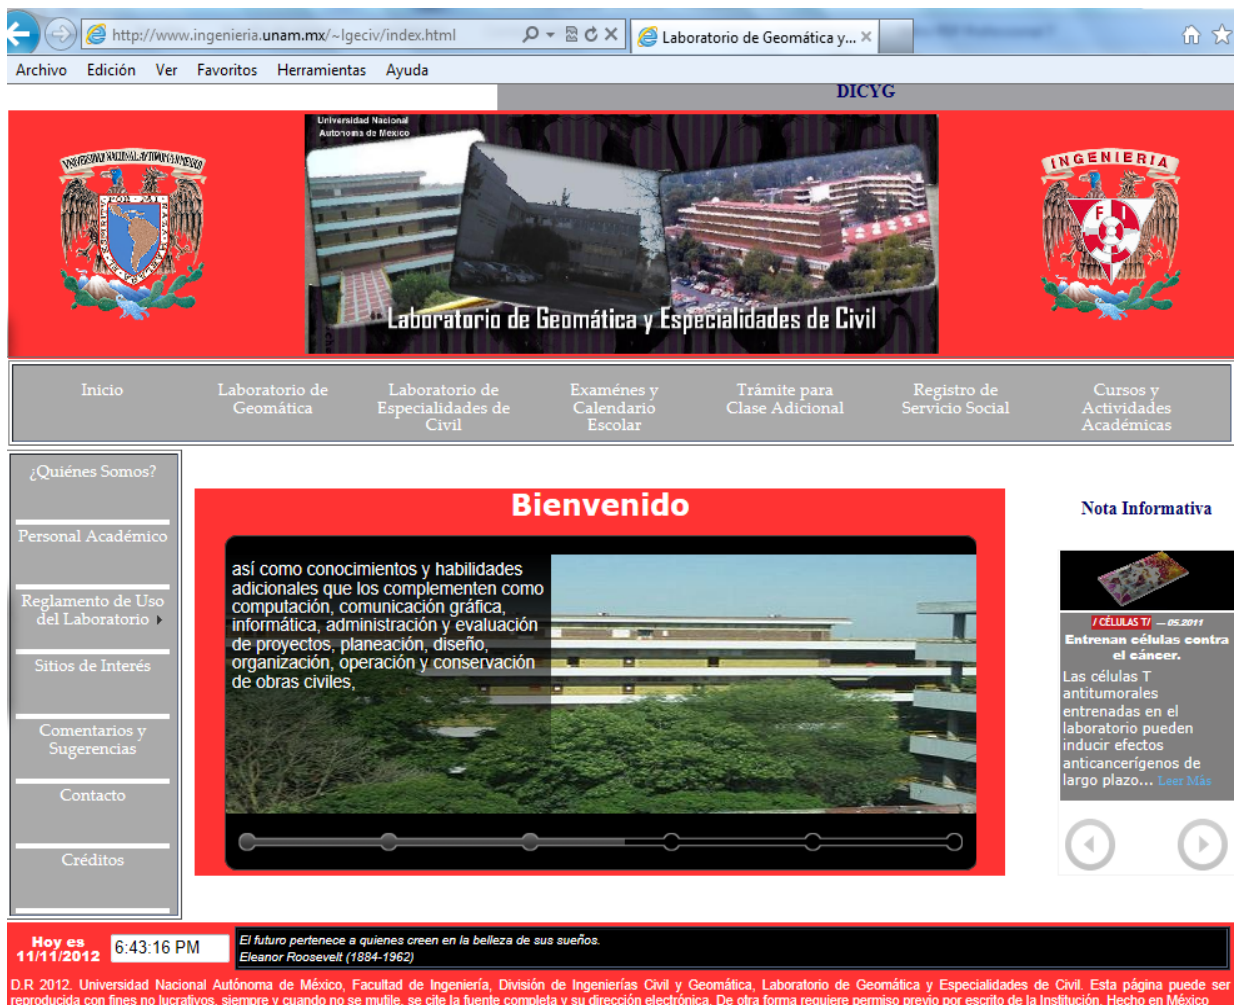 http://www.ingenieria.unam.mx/~lgeciv/index.html
Laboratorio de Geomática y...
Archivo Edición Ver Favoritos Herramientas Ayuda
DICYG
Universidad Nacional
Autonoma de Mexico
UNIVERSIDAD NACIONAL AVTONOMA DE MEXICO
INGENIERIA
FI
Laboratorio de Geomática y Especialidades de Civil
Inicio
Laboratorio de
Geomática
Laboratorio de
Especialidades de
Civil
Examénes y
Calendario
Escolar
Trámite para
Clase Adicional
Registro de
Servicio Social
Cursos y
Actividades
Académicas
¿Quiénes Somos?
Personal Académico
Reglamento de Uso
del Laboratorio
Sitios de Interés
Comentarios y
Sugerencias
Contacto
Créditos
Bienvenido
así como conocimientos y habilidades
adicionales que los complementen como
computación, comunicación gráfica,
informática, administración y evaluación
de proyectos, planeación, diseño,
organización, operación y conservación
de obras civiles,
Nota Informativa
/ CÉLULAS T/ — 05.2011
Entrenan células contra
el cáncer.
Las células T
antitumorales
entrenadas en el
laboratorio pueden
inducir efectos
anticancerígenos de
largo plazo... Leer Más
Hoy es
11/11/2012
6:43:16 PM
El futuro pertenece a quienes creen en la belleza de sus sueños.
Eleanor Roosevelt (1884-1962)
D.R 2012. Universidad Nacional Autónoma de México, Facultad de Ingeniería, División de Ingenierías Civil y Geomática, Laboratorio de Geomática y Especialidades de Civil. Esta página puede ser
reproducida con fines no lucrativos, siempre y cuando no se mutile, se cite la fuente completa y su dirección electrónica. De otra forma requiere permiso previo por escrito de la Institución. Hecho en México